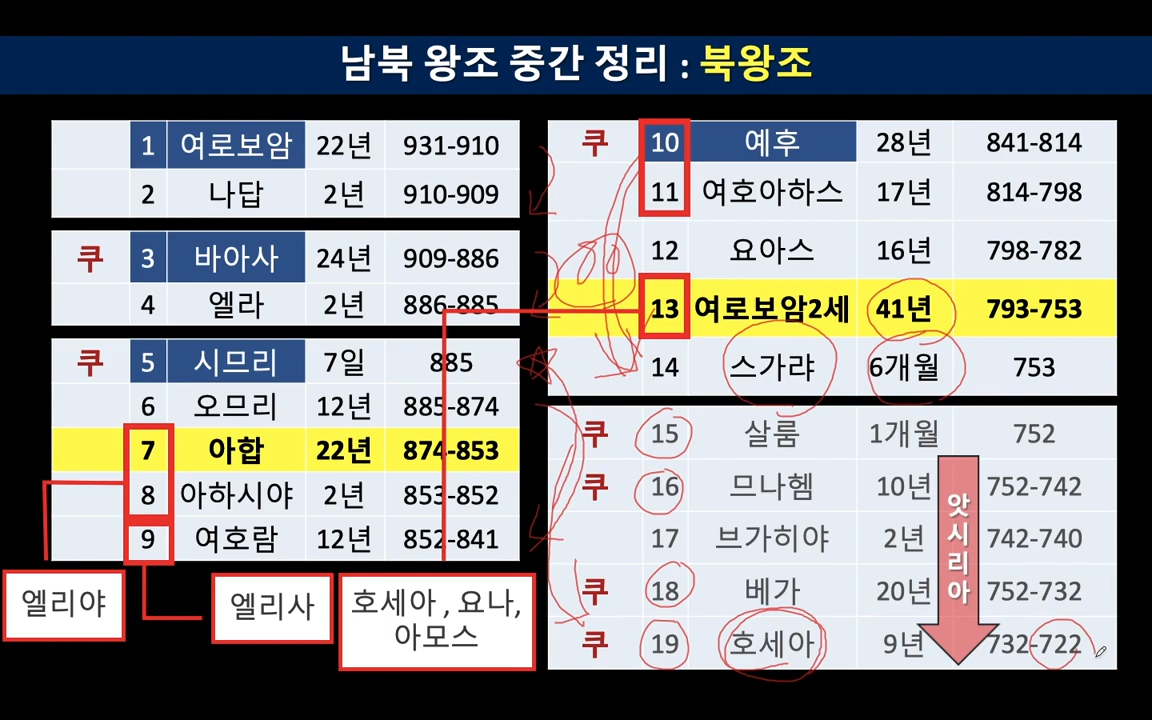 남북 왕조 중간 정리 : 북왕조
1 여로보암 22년 931-910
2 나답 2년 910-909
쿠 3 바아사 24년 909-886
4 엘라 2년 886-885
쿠 5 시므리 7일 885
6 오므리 12년 885-874
7 아합 22년 874-853
8 아하시야 2년 853-852
9 여호람 12년 852-841
엘리야
엘리사
호세아 , 요나,
아모스
쿠 10 예후 28년 841-814
11 여호아하스 17년 814-798
12 요아스 16년 798-782
13 여로보암2세 41년 793-753
14 스가랴 6개월 753
쿠 15 살룸 1개월 752
쿠 16 므나헴 10년 752-742
17 브가히야 2년 742-740
쿠 18 베가 20년 752-732
쿠 19 호세아 9년 732-722
앗시리아